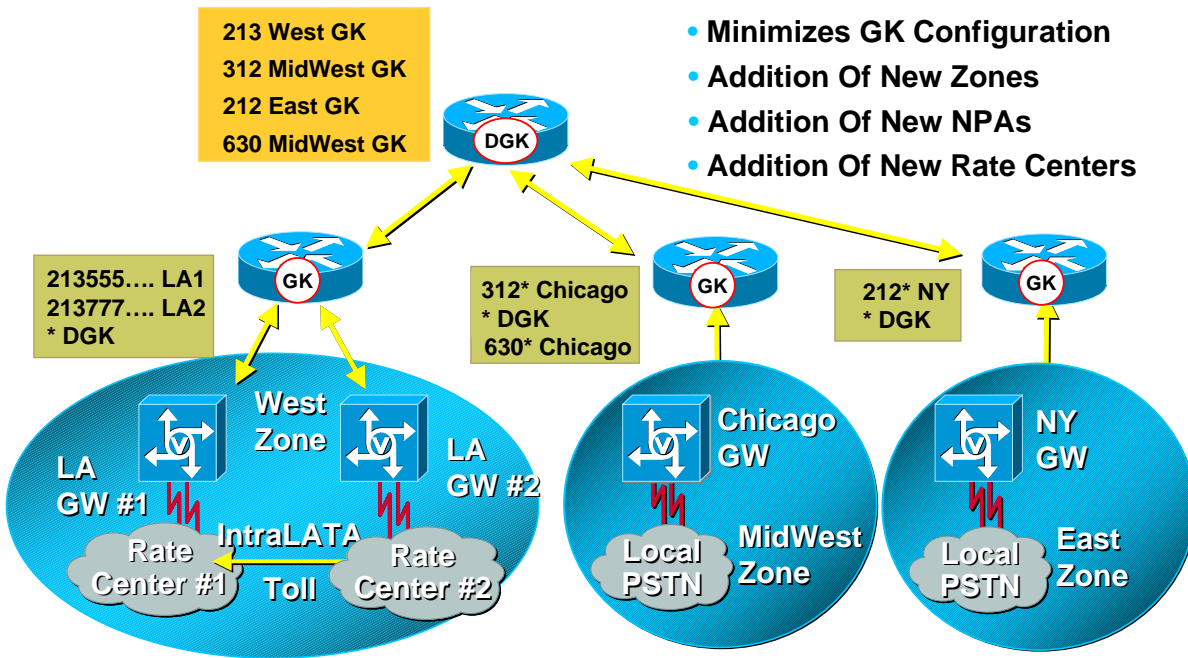 213 West GK
312 MidWest GK
212 East GK
630 MidWest GK
• Minimizes GK Configuration
• Addition Of New Zones
• Addition Of New NPAs
• Addition Of New Rate Centers
DGK
GK
GK
GK
213555.... LA1
213777.... LA2
* DGK
312* Chicago
* DGK
630* Chicago
212* NY
* DGK
West
Zone
V
V
LA
GW #1
LA
GW #2
IntraLATA
Toll
Rate
Center #1
Rate
Center #2
V
Chicago
GW
Local
PSTN
MidWest
Zone
V
NY
GW
Local
PSTN
East
Zone